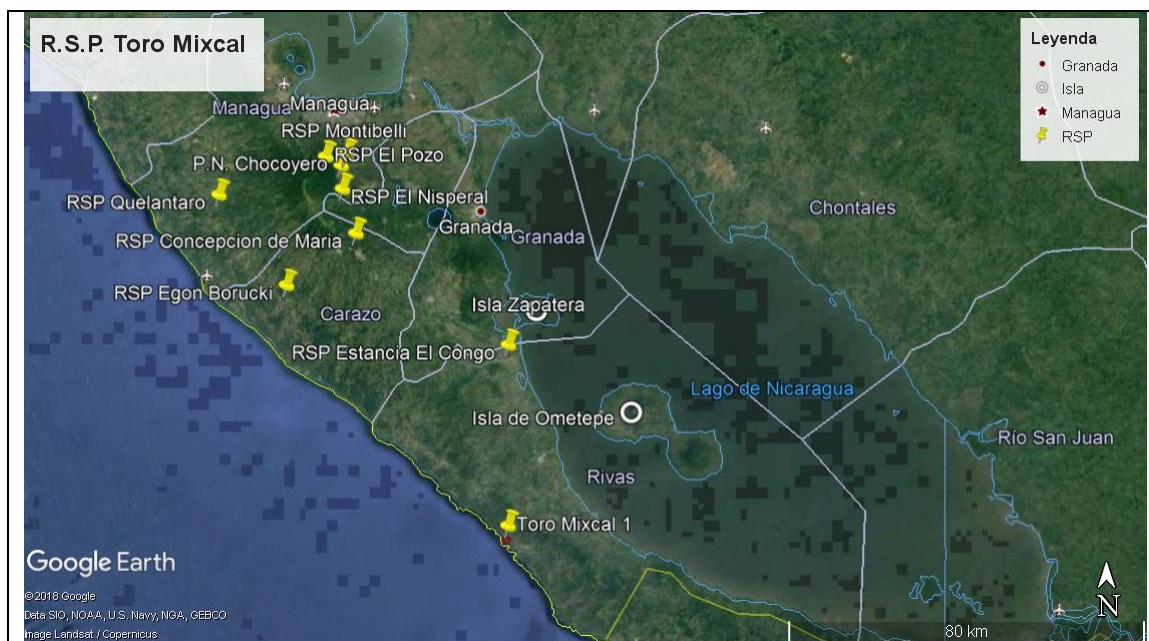 R.S.P. Toro Mixcal
Leyenda
Granada
Isla
Managua
RSP
Managua
Managua
RSP Montibelli
RSP El Pozo
P.N. Chocoyero
RSP Quelantaro
RSP El Nisperal
Granada
Granada
Chontales
RSP Concepcion de Maria
RSP Egon Borucki
Carazo
Isla Zapatera
RSP Estancia El Côngo
Lago de Nicaragua
Isla de Ometepe
Río San Juan
Rivas
Toro Mixcal 1
Google Earth
©2018 Google
Data SIO, NOAA, U.S. Navy, NGA, GEBCO
Image Landsat / Copernicus
N
80 km